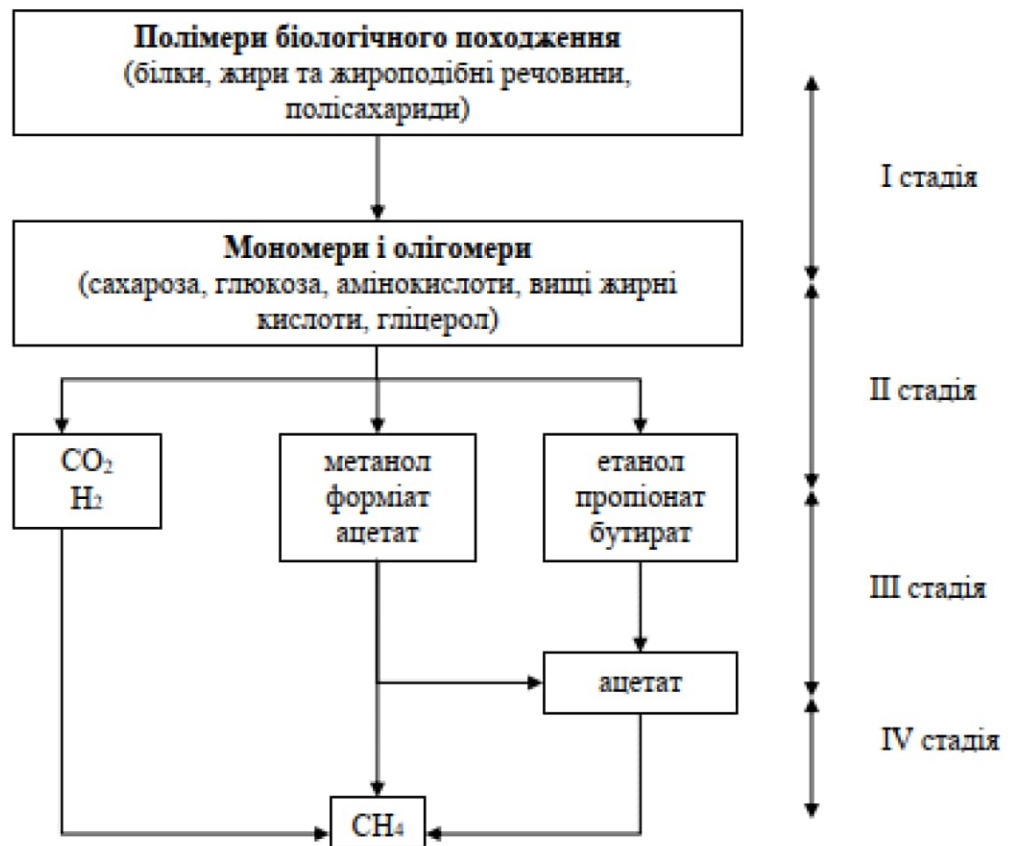 Полімери біологічного походження
(білки, жири та жироподібні речовини,
полісахариди)
I стадія
Мономери і олігомери
(сахароза, глюкоза, амінокислоти, вищі жирні
кислоти, гліцерол)
II стадія
CO₂
H₂
метанол
форміат
ацетат
етанол
пропіонат
бутират
III стадія
ацетат
IV стадія
CH₄